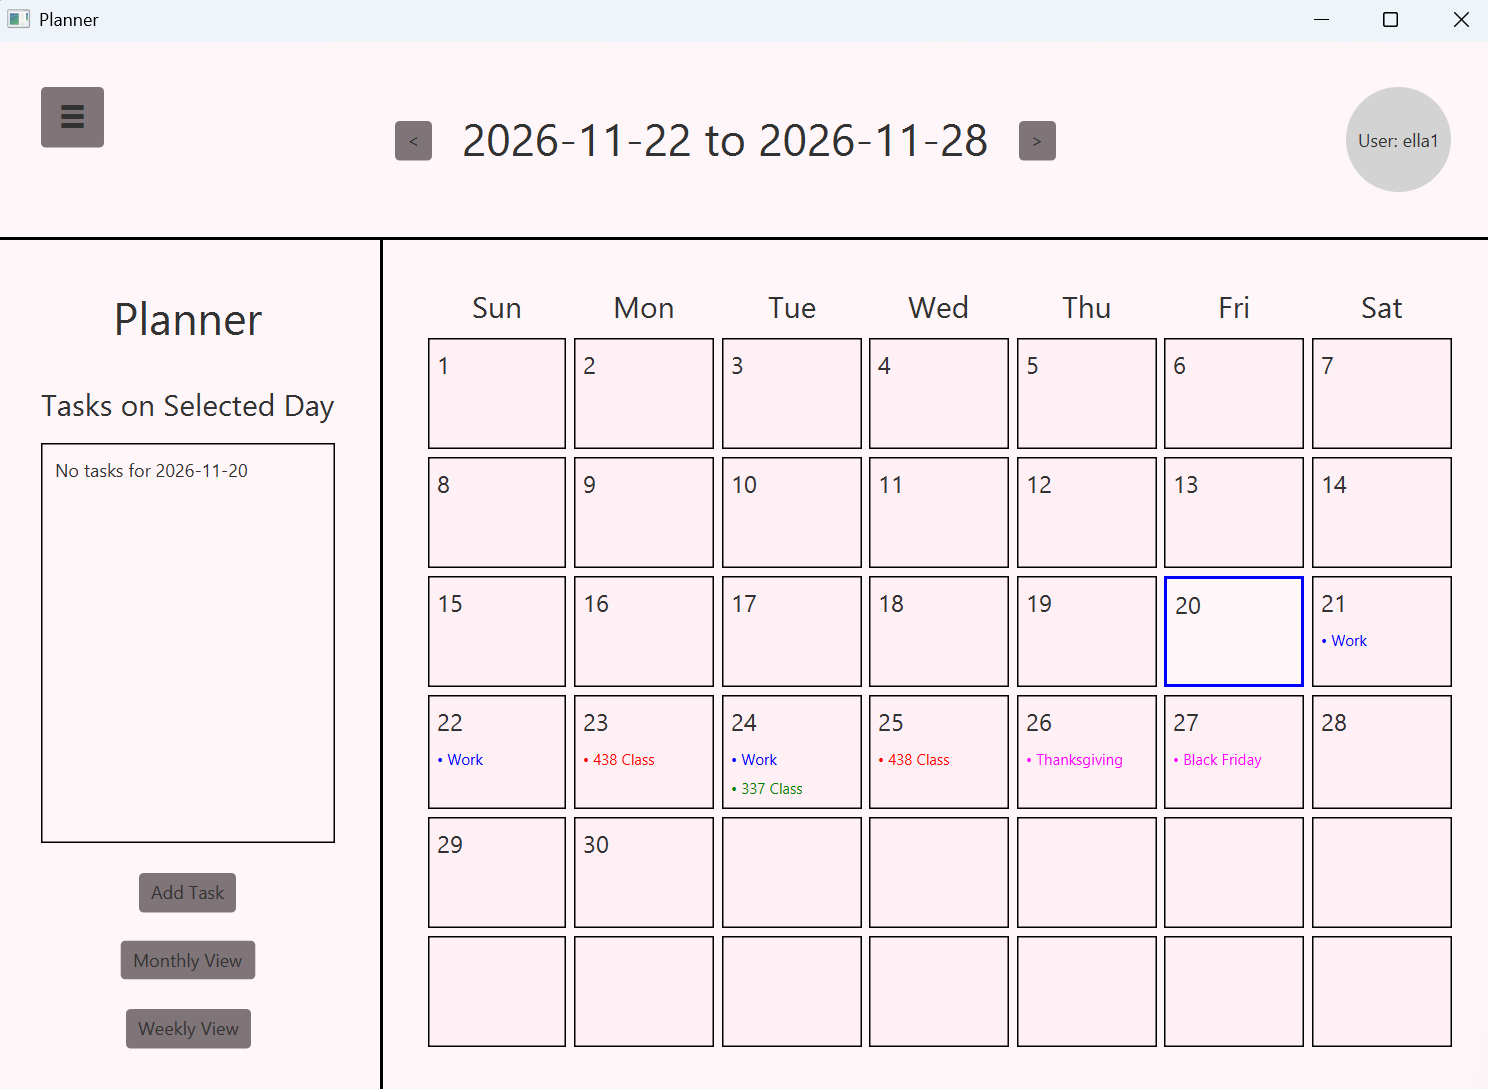 Planner
< 2026-11-22 to 2026-11-28 >
User: ella1
Planner
Tasks on Selected Day
No tasks for 2026-11-20
Add Task
Monthly View
Weekly View
Sun Mon Tue Wed Thu Fri Sat
1 2 3 4 5 6 7
8 9 10 11 12 13 14
15 16 17 18 19 20 21
• Work
22 23 24 25 26 27 28
• Work • 438 Class • Work • 438 Class • Thanksgiving • Black Friday
• 337 Class
29 30